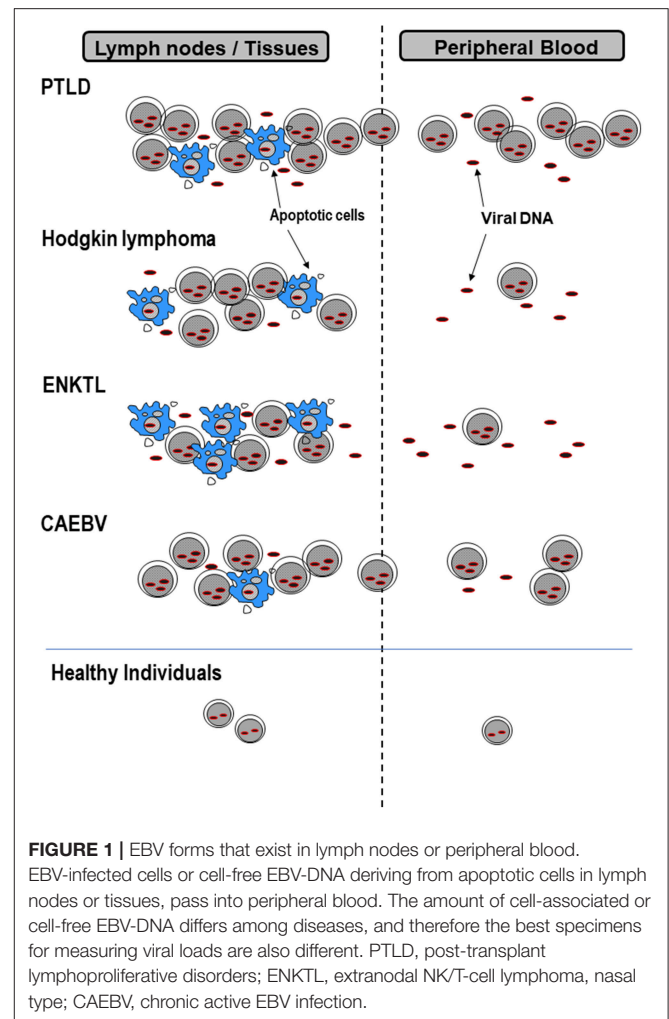 Lymph nodes / Tissues
Peripheral Blood
PTLD
Apoptotic cells
Viral DNA
Hodgkin lymphoma
ENKTL
CAEBV
Healthy Individuals
FIGURE 1 | EBV forms that exist in lymph nodes or peripheral blood.
EBV-infected cells or cell-free EBV-DNA deriving from apoptotic cells in lymph
nodes or tissues, pass into peripheral blood. The amount of cell-associated or
cell-free EBV-DNA differs among diseases, and therefore the best specimens
for measuring viral loads are also different. PTLD, post-transplant
lymphoproliferative disorders; ENKTL, extranodal NK/T-cell lymphoma, nasal
type; CAEBV, chronic active EBV infection.